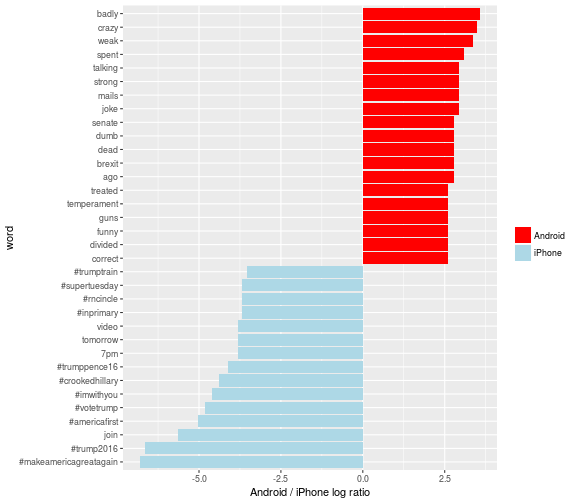 badly
crazy
weak
spent
talking
strong
mails
joke
senate
dumb
dead
brexit
ago
treated
temperament
guns
funny
divided
correct
#trumptrain
#supertuesday
#rncincle
#inprimary
video
tomorrow
7pm
#trumppence16
#crookedhillary
#imwithyou
#votetrump
#americafirst
join
#trump2016
#makeamericagreatagain
word
-5.0 -2.5 0.0 2.5
Android / iPhone log ratio
Android
iPhone